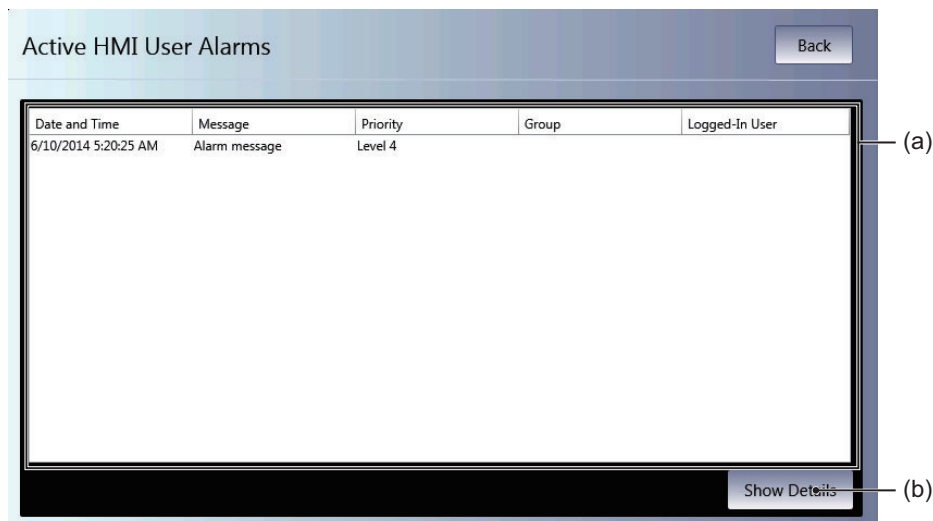 Active HMI User Alarms
Back
Date and Time Message Priority Group Logged-In User
6/10/2014 5:20:25 AM Alarm message Level 4
(a)
Show Details
(b)